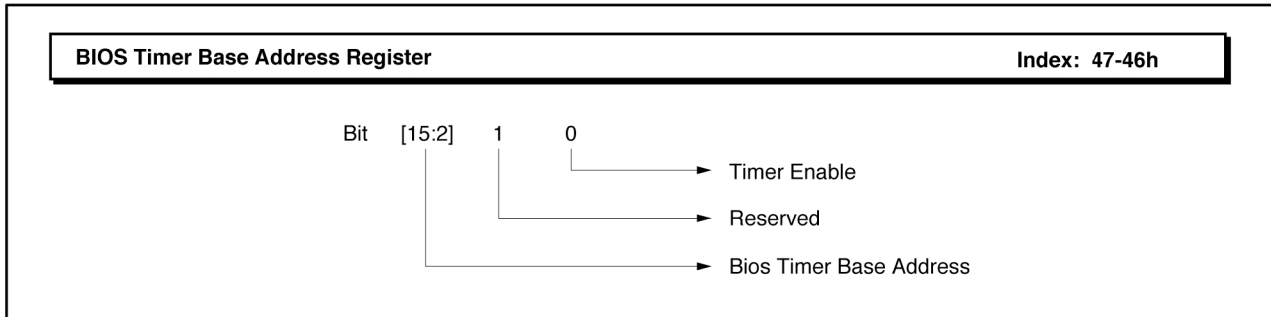 BIOS Timer Base Address Register Index: 47-46h
Bit [15:2] 1 0
Timer Enable
Reserved
Bios Timer Base Address